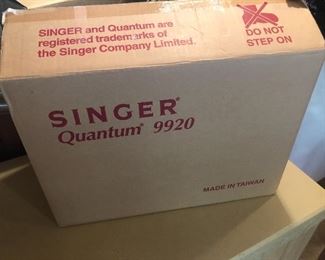 SINGER and Quantum are
registered trademarks of
the Singer Company Limited.
DO NOT
STEP ON
SINGER®
Quantum® 9920
MADE IN TAIWAN